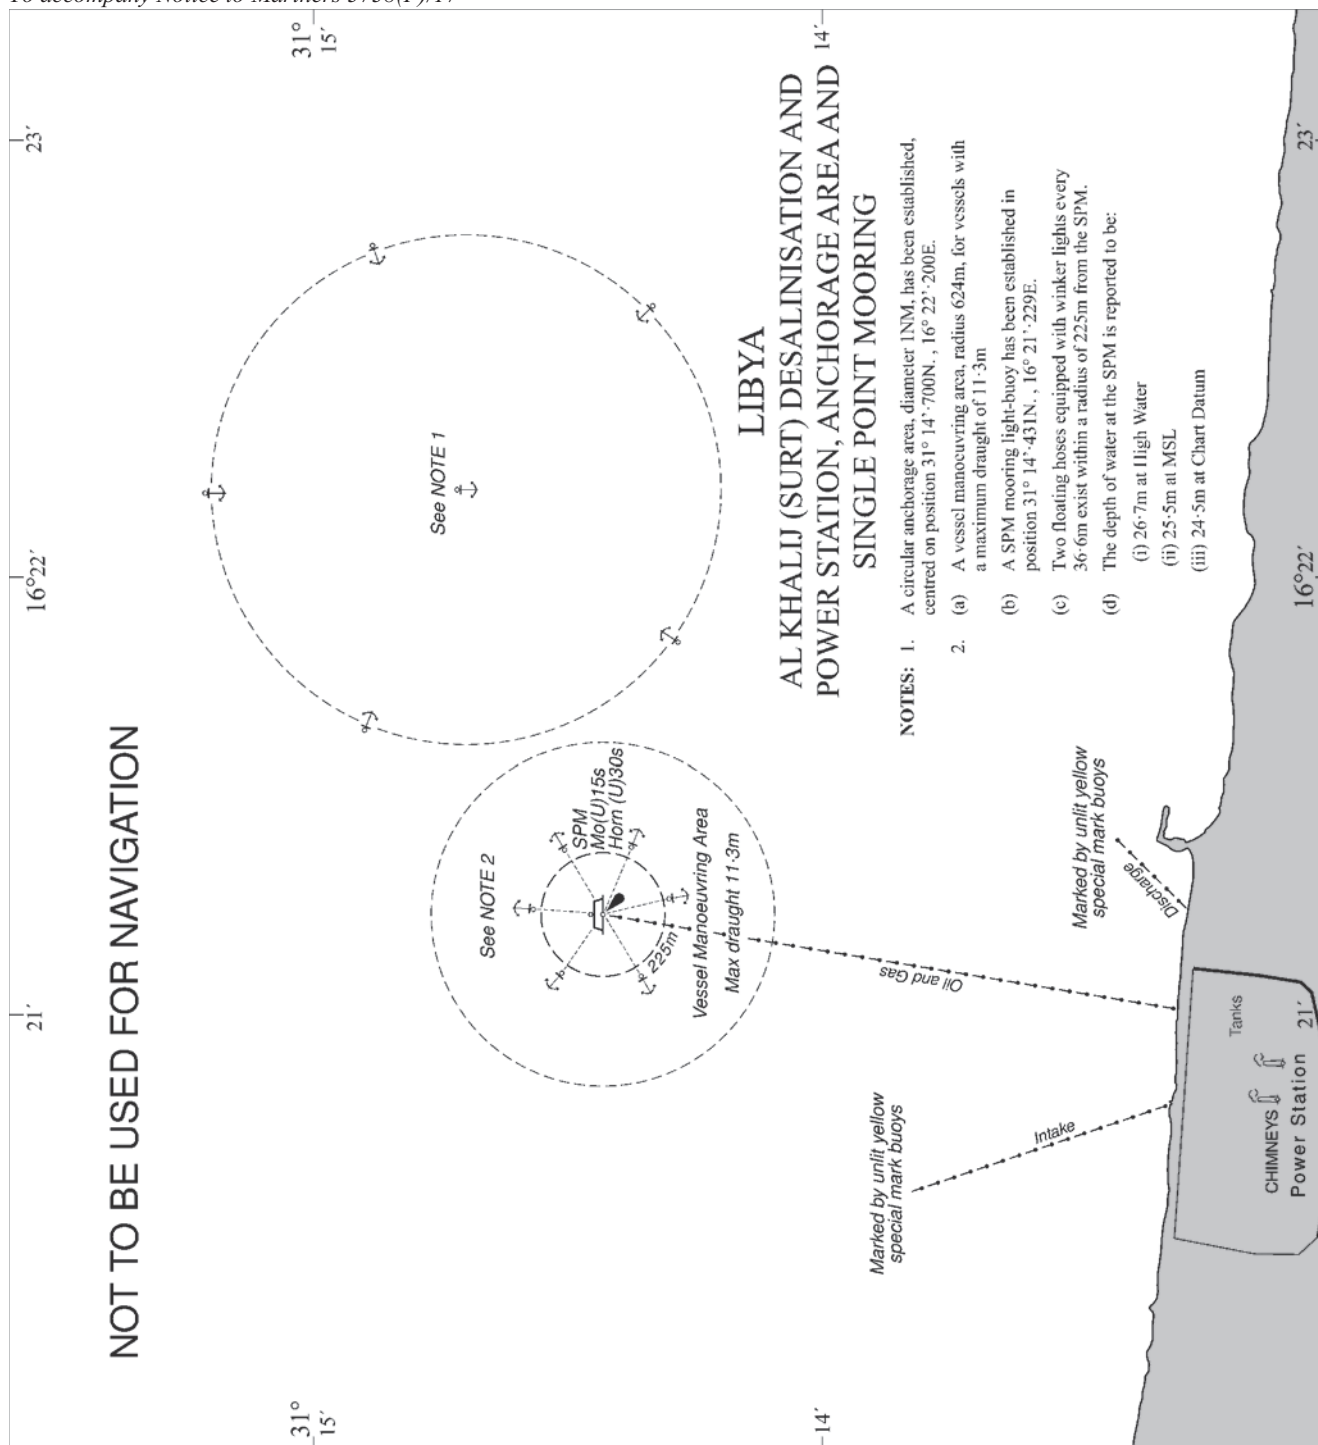 To accompany Notice to Mariners 5758(P)/17
NOT TO BE USED FOR NAVIGATION
31°
15′
14′
31°
15′
14′
21′
16°22′
23′
21′
16°22′
23′
See NOTE 1
See NOTE 2
SPM
Mo(U)15s
Horn (U)30s
225m
Vessel Manoeuvring Area
Max draught 11·3m
Oil and Gas
Marked by unlit yellow
special mark buoys
Intake
Marked by unlit yellow
special mark buoys
Discharge
Tanks
CHIMNEYS
Power Station
LIBYA
AL KHALIJ (SURT) DESALINISATION AND
POWER STATION, ANCHORAGE AREA AND
SINGLE POINT MOORING
NOTES: 1. A circular anchorage area, diameter 1NM, has been established,
centred on position 31° 14'·700N. , 16° 22'·200E.
2. (a) A vessel manoeuvring area, radius 624m, for vessels with
a maximum draught of 11·3m
(b) A SPM mooring light-buoy has been established in
position 31° 14'·431N. , 16° 21'·229E.
(c) Two floating hoses equipped with winker lights every
36·6m exist within a radius of 225m from the SPM.
(d) The depth of water at the SPM is reported to be:
(i) 26·7m at High Water
(ii) 25·5m at MSL
(iii) 24·5m at Chart Datum